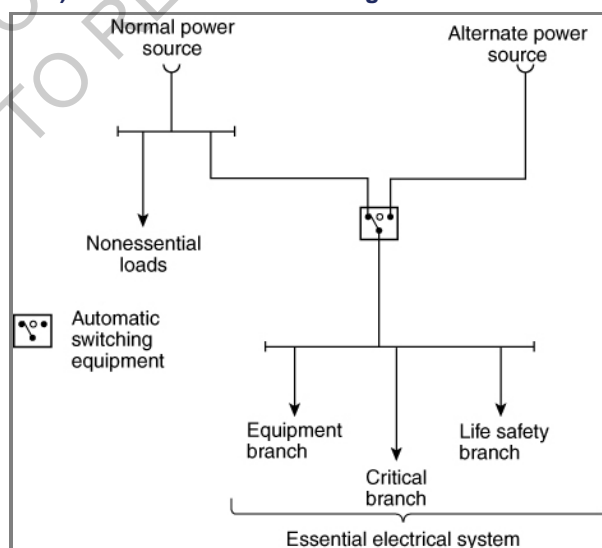 Normal power
source
Alternate power
source
Nonessential
loads
Automatic
switching
equipment
Equipment
branch
Critical
branch
Life safety
branch
Essential electrical system
TO